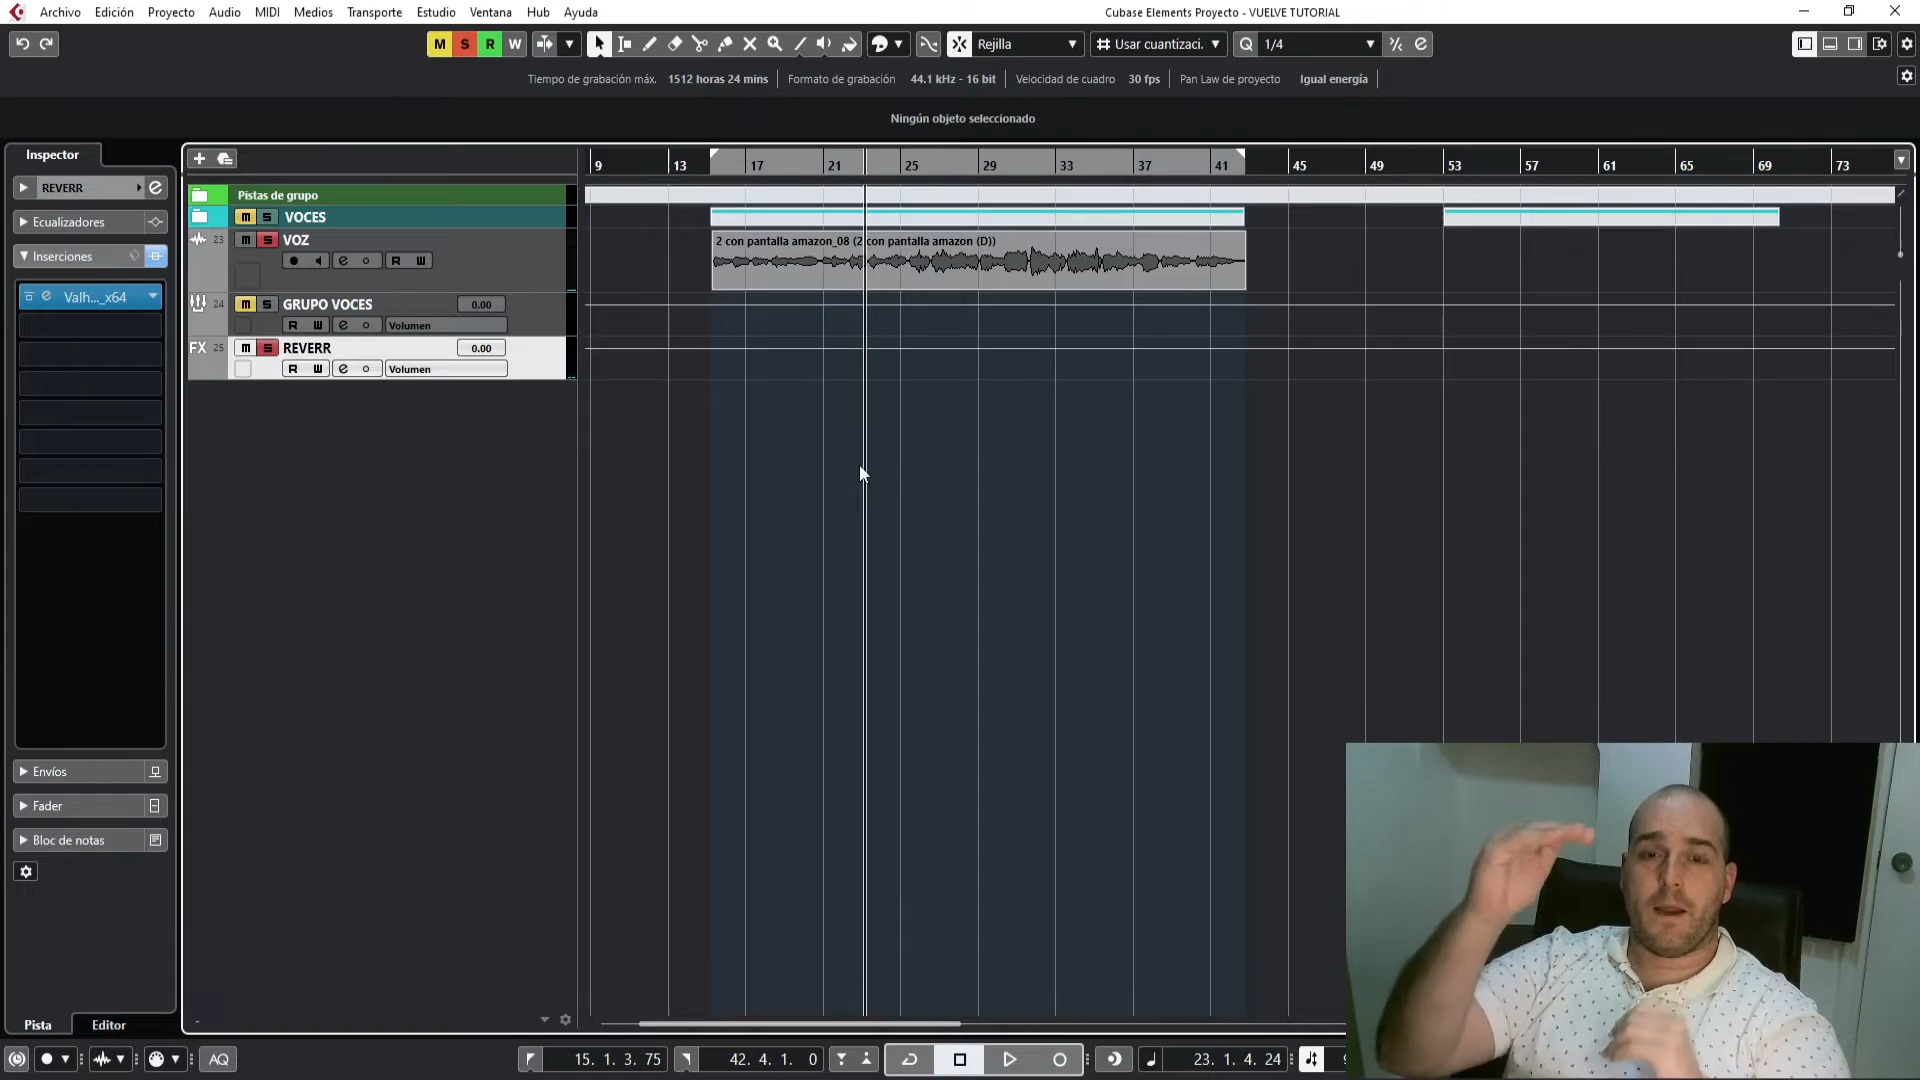 Archivo Edición Proyecto Audio MIDI Medios Transporte Estudio Ventana Hub Ayuda
Cubase Elements Proyecto - VUELVE TUTORIAL
M S R W Rejilla Usar cuantizaci. Q 1/4
Tiempo de grabación máx. 1512 horas 24 mins Formato de grabación 44.1 kHz - 16 bit Velocidad de cuadro 30 fps Pan Law de proyecto Igual energía
Ningún objeto seleccionado
Inspector
9 13 17 21 25 29 33 37 41 45 49 53 57 61 65 69 73
REVERR
Pistas de grupo
Ecualizadores
m S VOCES
23 m S VOZ
2 con pantalla amazon_08 (2 con pantalla amazon (D))
Inserciones
R W
Valh..._x64
24 m S GRUPO VOCES 0.00
R W Volumen
FX 25 m S REVERR 0.00
R W Volumen
Envíos
Fader
Bloc de notas
Pista Editor
AQ 15. 1. 3. 75 42. 4. 1. 0 23. 1. 4. 24